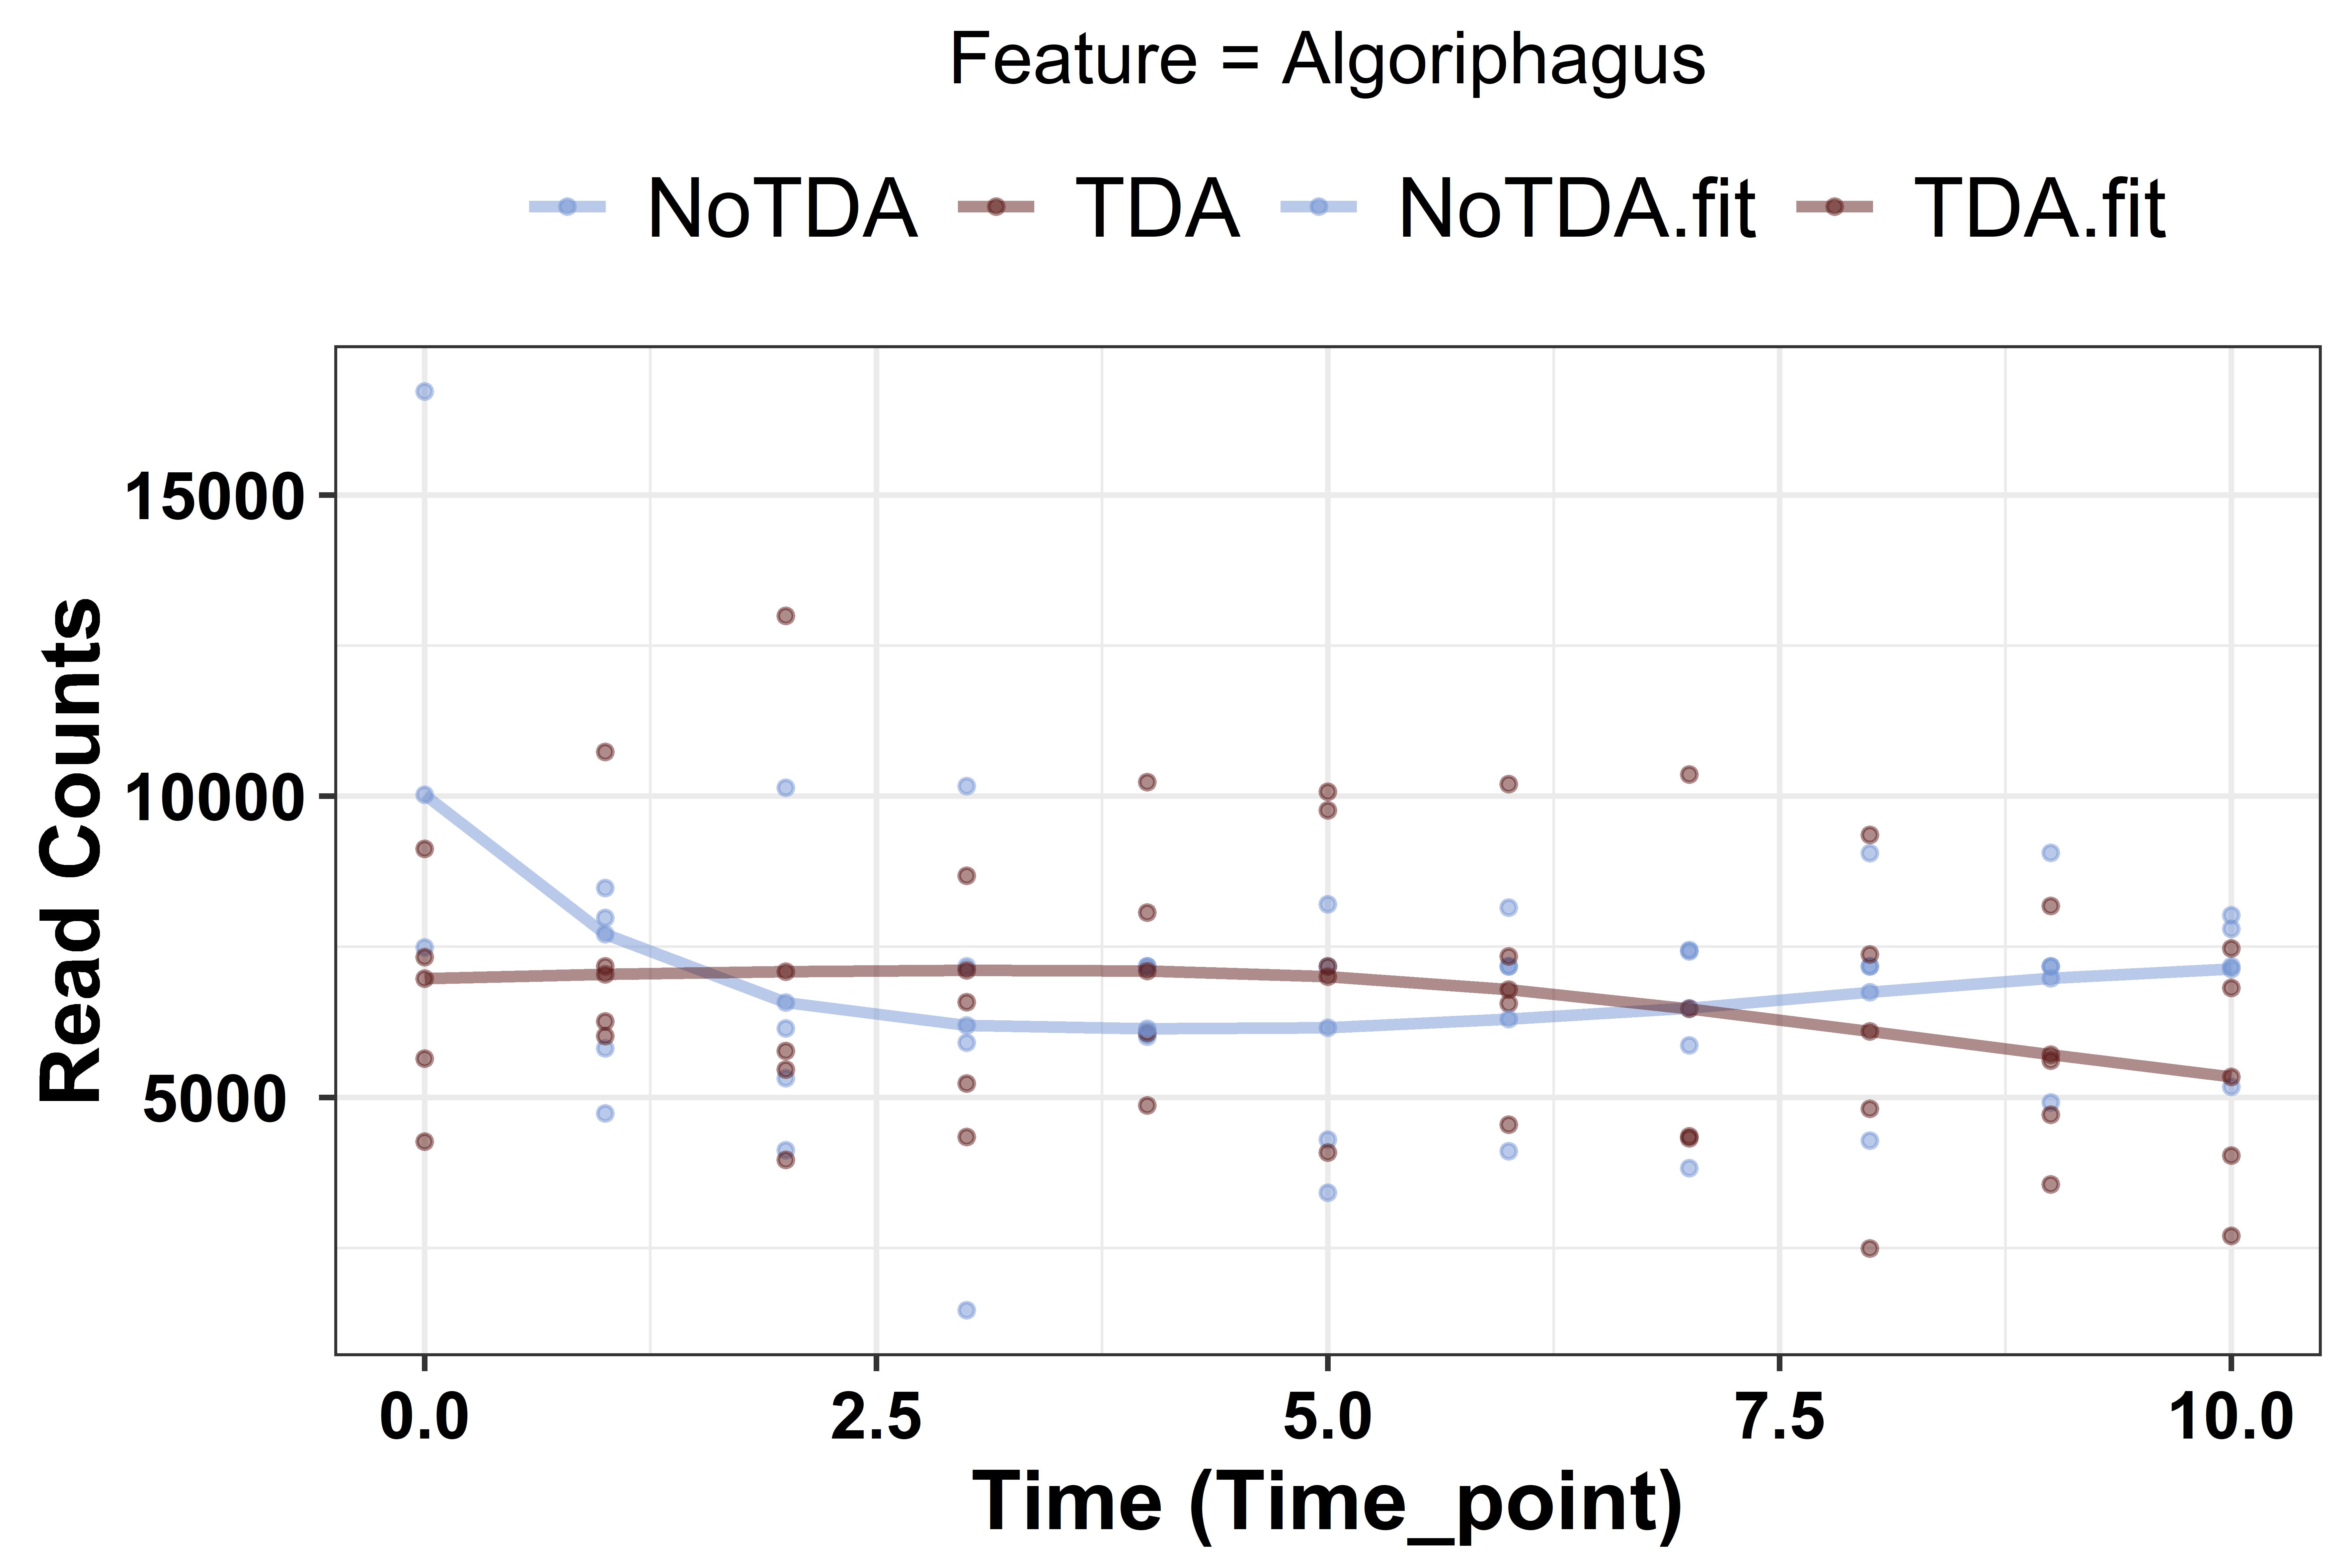 Feature = Algoriphagus
NoTDA TDA NoTDA.fit TDA.fit
Read Counts
15000
10000
5000
0.0 2.5 5.0 7.5 10.0
Time (Time_point)